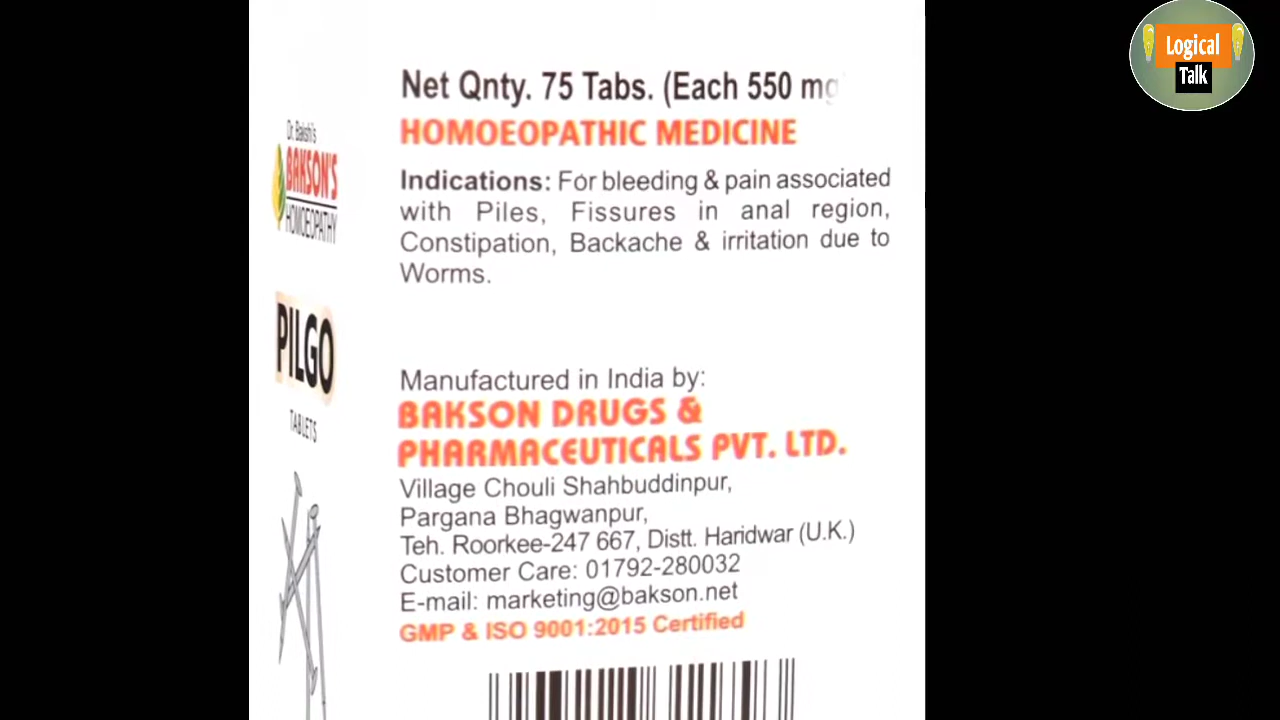 Logical
Talk
Net Qnty. 75 Tabs. (Each 550 mg
HOMOEOPATHIC MEDICINE
Indications: For bleeding & pain associated
with Piles, Fissures in anal region,
Constipation, Backache & irritation due to
Worms.
Manufactured in India by:
BAKSON DRUGS &
PHARMACEUTICALS PVT. LTD.
Village Chouli Shahbuddinpur,
Pargana Bhagwanpur,
Teh. Roorkee-247 667, Distt. Haridwar (U.K.)
Customer Care: 01792-280032
E-mail: marketing@bakson.net
GMP & ISO 9001:2015 Certified
Dr. Bakshi's
BAKSON'S
HOMOEOPATHY
PILGO
TABLETS